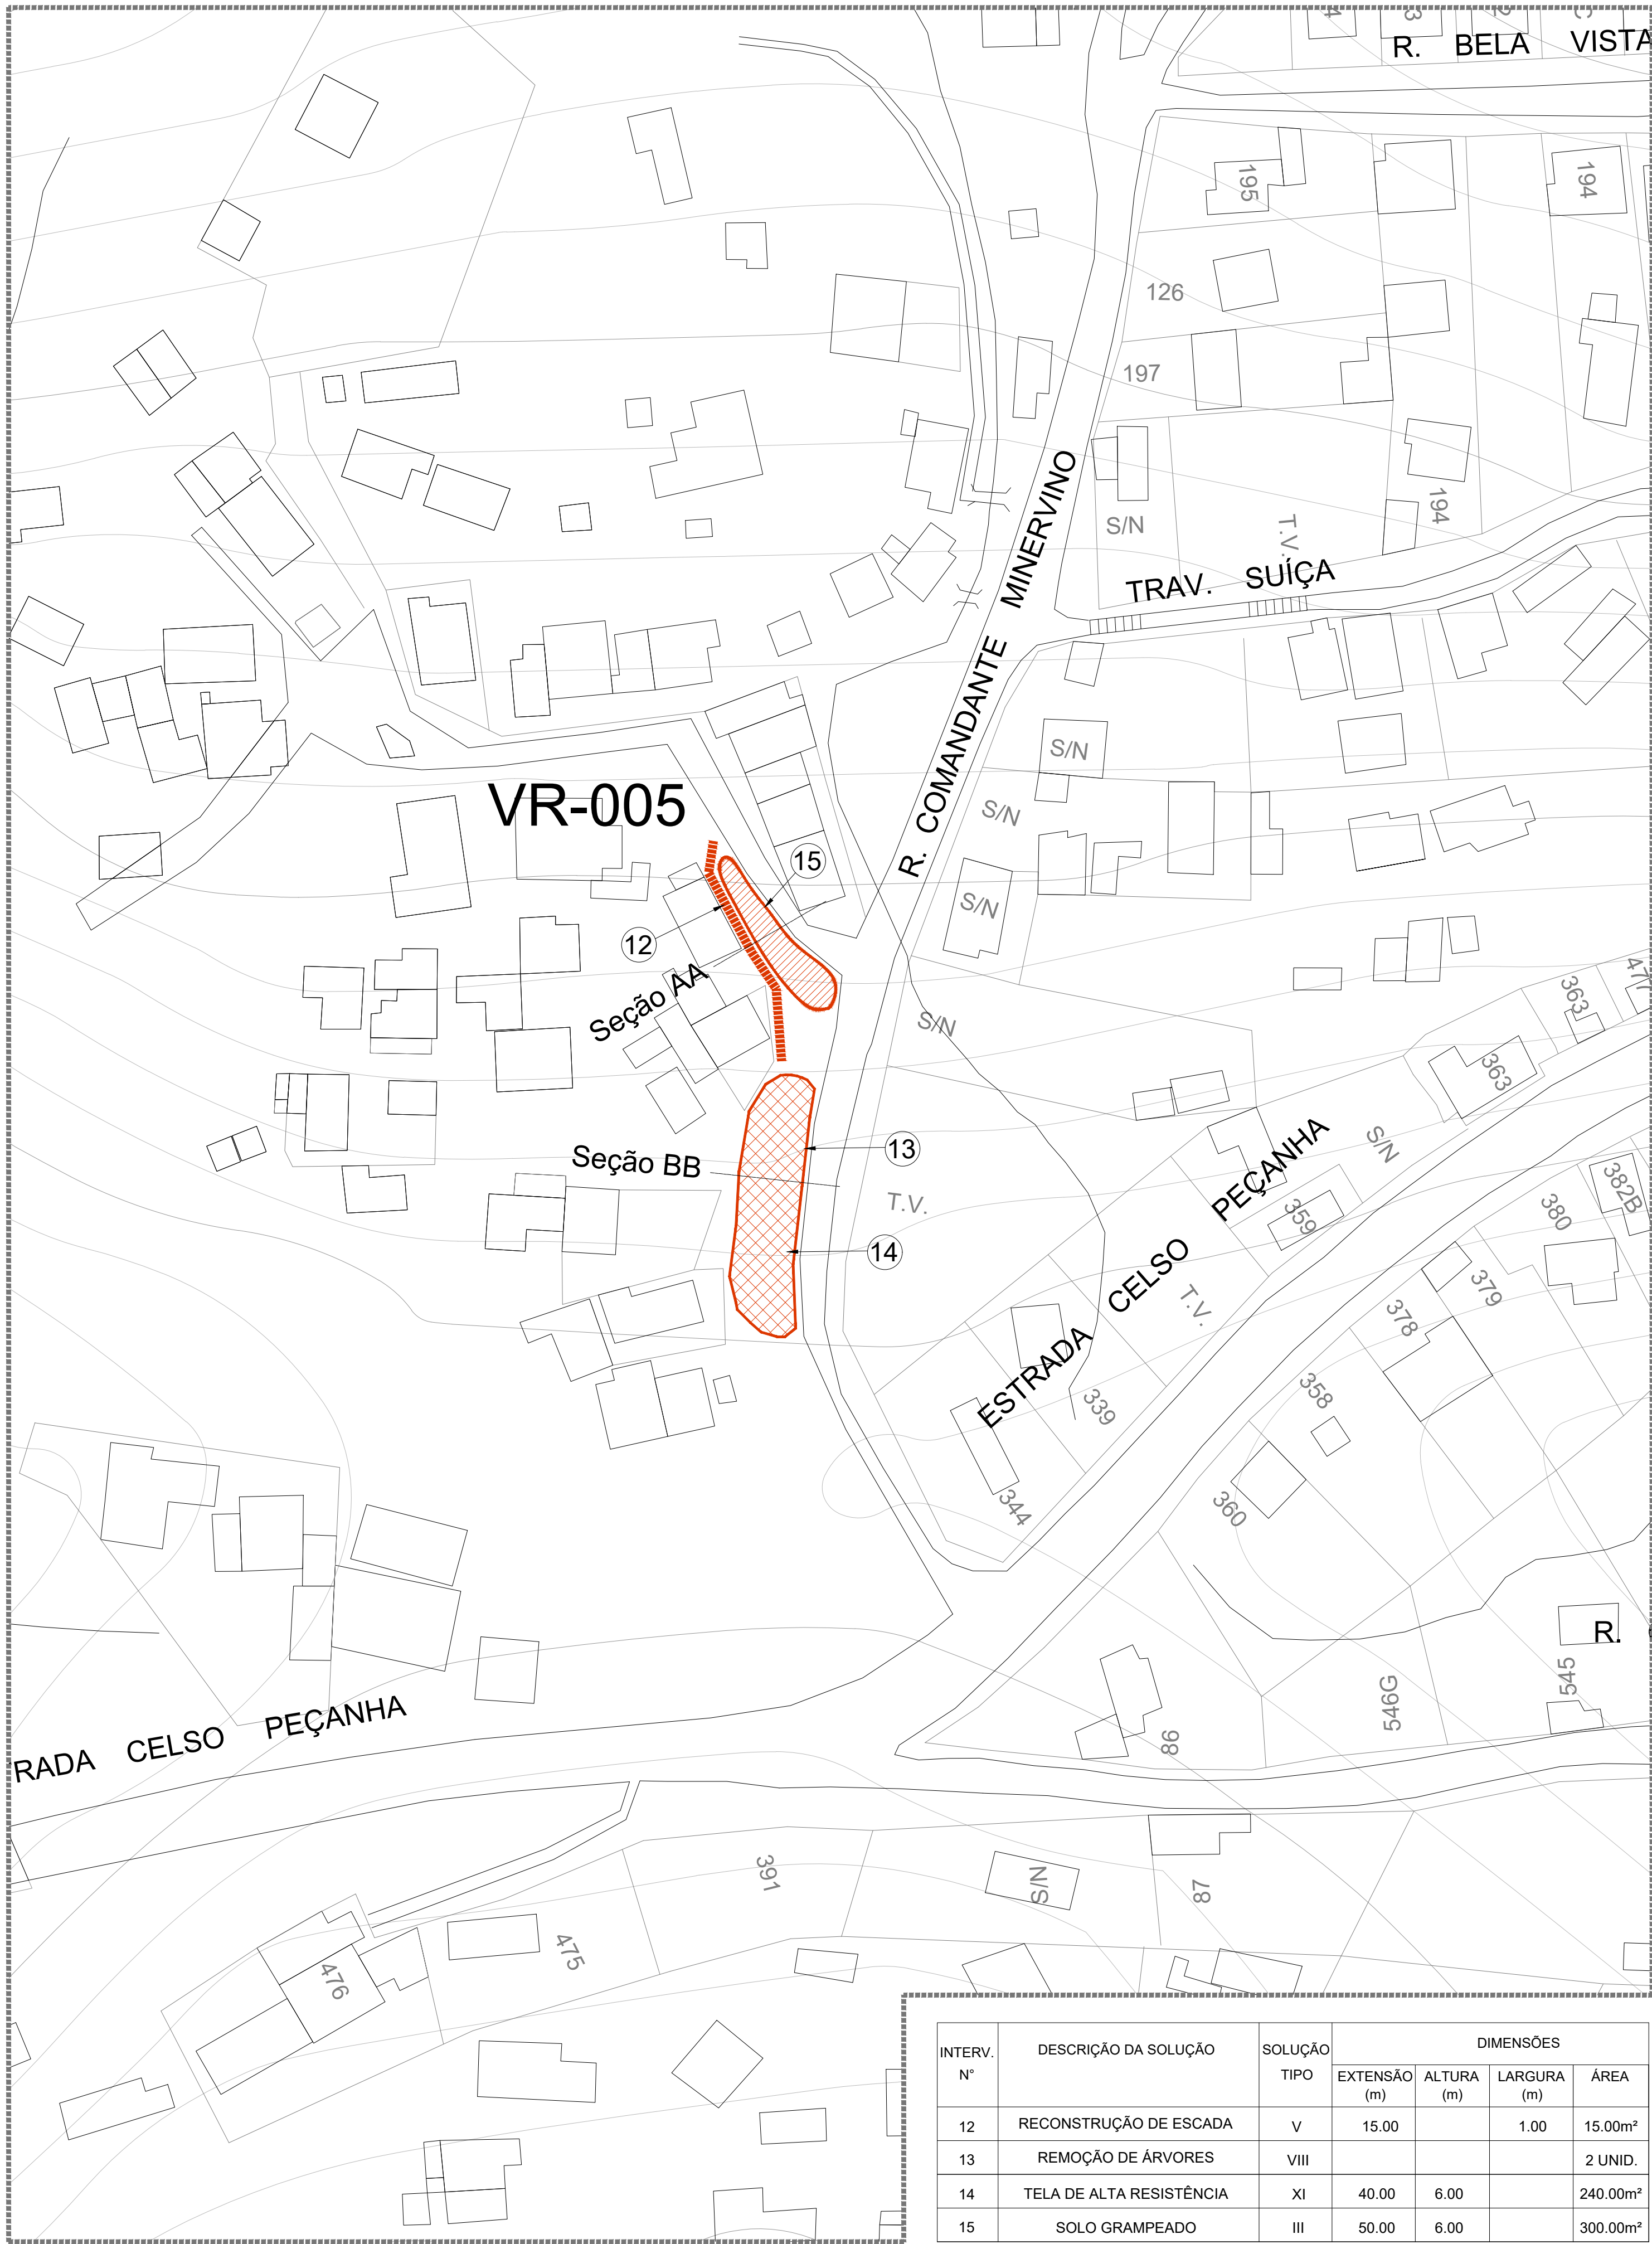 R. BELA VISTA
195
194
126
197
S/N
T.V.
194
R. COMANDANTE MINERVINO
TRAV. SUÍÇA
S/N
S/N
S/N
VR-005
15
12
Seção AA
S/N
363
477
363
13
Seção BB
T.V.
14
S/N
359
382B
380
379
378
T.V.
ESTRADA CELSO PEÇANHA
339
358
344
360
R.
545
546G
86
RADA CELSO PEÇANHA
391
S/N
87
475
476
INTERV. N° DESCRIÇÃO DA SOLUÇÃO SOLUÇÃO TIPO DIMENSÕES
EXTENSÃO (m) ALTURA (m) LARGURA (m) ÁREA
12 RECONSTRUÇÃO DE ESCADA V 15.00 1.00 15.00m²
13 REMOÇÃO DE ÁRVORES VIII 2 UNID.
14 TELA DE ALTA RESISTÊNCIA XI 40.00 6.00 240.00m²
15 SOLO GRAMPEADO III 50.00 6.00 300.00m²